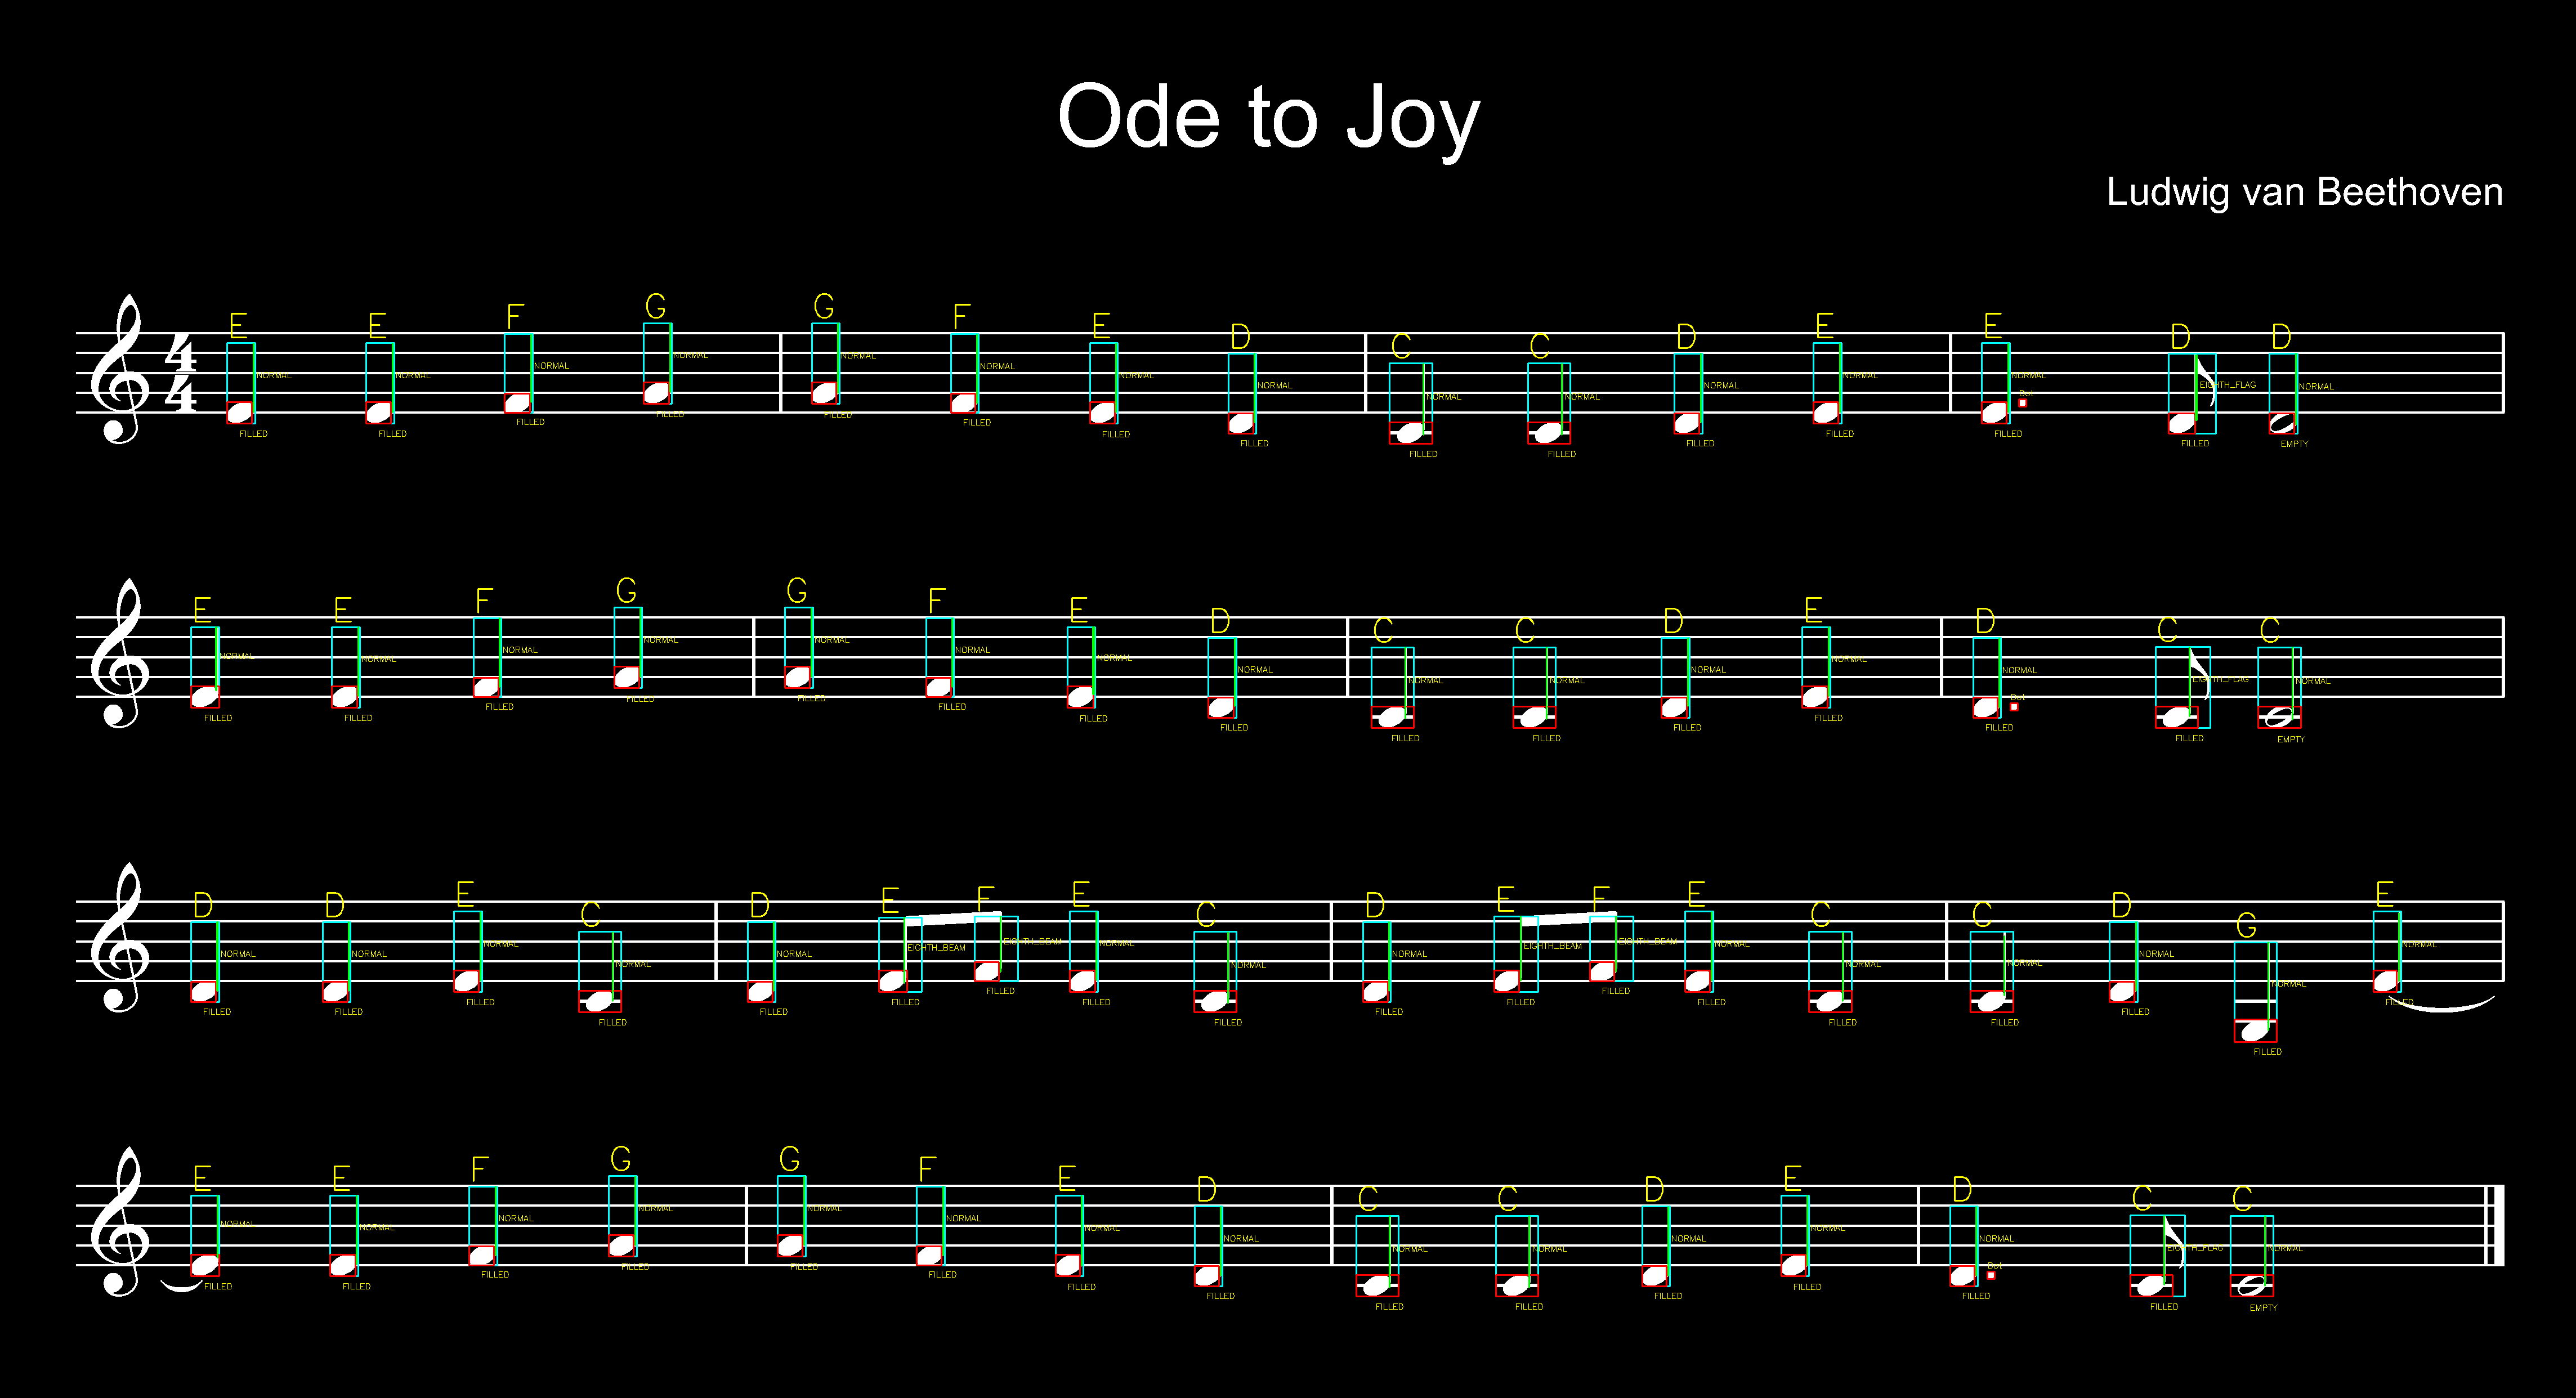 Ode to Joy
Ludwig van Beethoven
E E F G G F E D C C D E E D D
4 4
NORMAL NORMAL NORMAL NORMAL NORMAL NORMAL NORMAL NORMAL NORMAL NORMAL NORMAL NORMAL NORMAL EIGHTH_FLAG NORMAL
Dot
FILLED FILLED FILLED FILLED FILLED FILLED FILLED FILLED FILLED FILLED FILLED FILLED FILLED FILLED EMPTY
E E F G G F E D C C D E D C C
NORMAL NORMAL NORMAL NORMAL NORMAL NORMAL NORMAL NORMAL NORMAL NORMAL NORMAL NORMAL NORMAL EIGHTH_FLAG NORMAL
Dot
FILLED FILLED FILLED FILLED FILLED FILLED FILLED FILLED FILLED FILLED FILLED FILLED FILLED FILLED EMPTY
D D E C D E F E C D E F E C C D G E
NORMAL NORMAL NORMAL NORMAL NORMAL EIGHTH_BEAM EIGHTH_BEAM NORMAL NORMAL NORMAL EIGHTH_BEAM EIGHTH_BEAM NORMAL NORMAL NORMAL NORMAL NORMAL NORMAL
FILLED FILLED FILLED FILLED FILLED FILLED FILLED FILLED FILLED FILLED FILLED FILLED FILLED FILLED FILLED FILLED FILLED FILLED
E E F G G F E D C C D E D C C
NORMAL NORMAL NORMAL NORMAL NORMAL NORMAL NORMAL NORMAL NORMAL NORMAL NORMAL NORMAL NORMAL EIGHTH_FLAG NORMAL
Dot
FILLED FILLED FILLED FILLED FILLED FILLED FILLED FILLED FILLED FILLED FILLED FILLED FILLED FILLED EMPTY